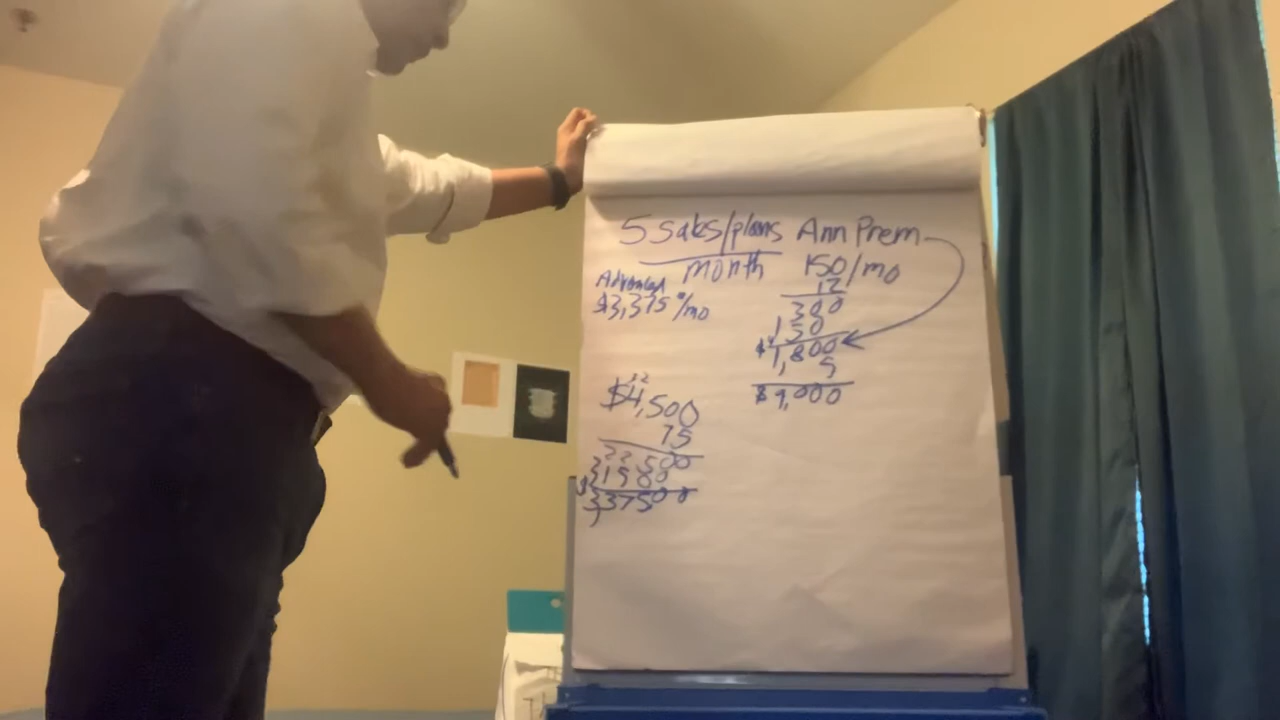 5 Sales/plans Ann Prem
month 150/mo
12
300
150
$1,800
5
$9,000
Advanced
$3,375/mo
$4,500
75
22500
337500